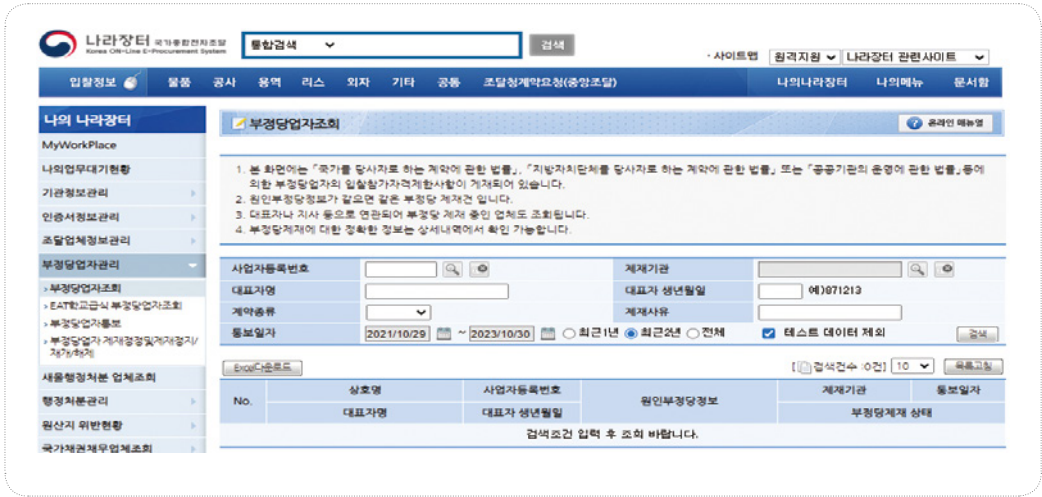 나라장터 국가종합전자조달
Korea ON-Line E-Procurement System
통합검색
검색
· 사이트맵
원격지원
나라장터 관련사이트
입찰정보 물품 공사 용역 리스 외자 기타 공통 조달청계약요청(중앙조달) 나의나라장터 나의메뉴 문서함
나의 나라장터
MyWorkPlace
나의업무대기현황
기관정보관리
인증서정보관리
조달업체정보관리
부정당업자관리
› 부정당업자조회
› EAT학교급식 부정당업자조회
› 부정당업자통보
› 부정당업자 제재정정및제재정지/
재개/해제
새올행정처분 업체조회
행정처분관리
원산지 위반현황
국가채권채무업체조회
부정당업자조회
온라인 매뉴얼
1. 본 화면에는 「국가를 당사자로 하는 계약에 관한 법률」, 「지방자치단체를 당사자로 하는 계약에 관한 법률」 또는 「공공기관의 운영에 관한 법률」등에
의한 부정당업자의 입찰참가자격제한사항이 게재되어 있습니다.
2. 원인부정당정보가 같으면 같은 부정당 제재건 입니다.
3. 대표자나 지사 등으로 연관되어 부정당 제재 중인 업체도 조회됩니다.
4. 부정당제재에 대한 정확한 정보는 상세내역에서 확인 가능합니다.
사업자등록번호 제재기관
대표자명 대표자 생년월일 예)871213
계약종류 제재사유
통보일자 2021/10/29 ~ 2023/10/30 최근1년 최근2년 전체 테스트 데이터 제외 검색
Excel다운로드
[검색건수 :0건] 10 목록고침
No. 상호명 사업자등록번호 원인부정당정보 제재기관 통보일자
대표자명 대표자 생년월일 부정당제재 상태
검색조건 입력 후 조회 바랍니다.